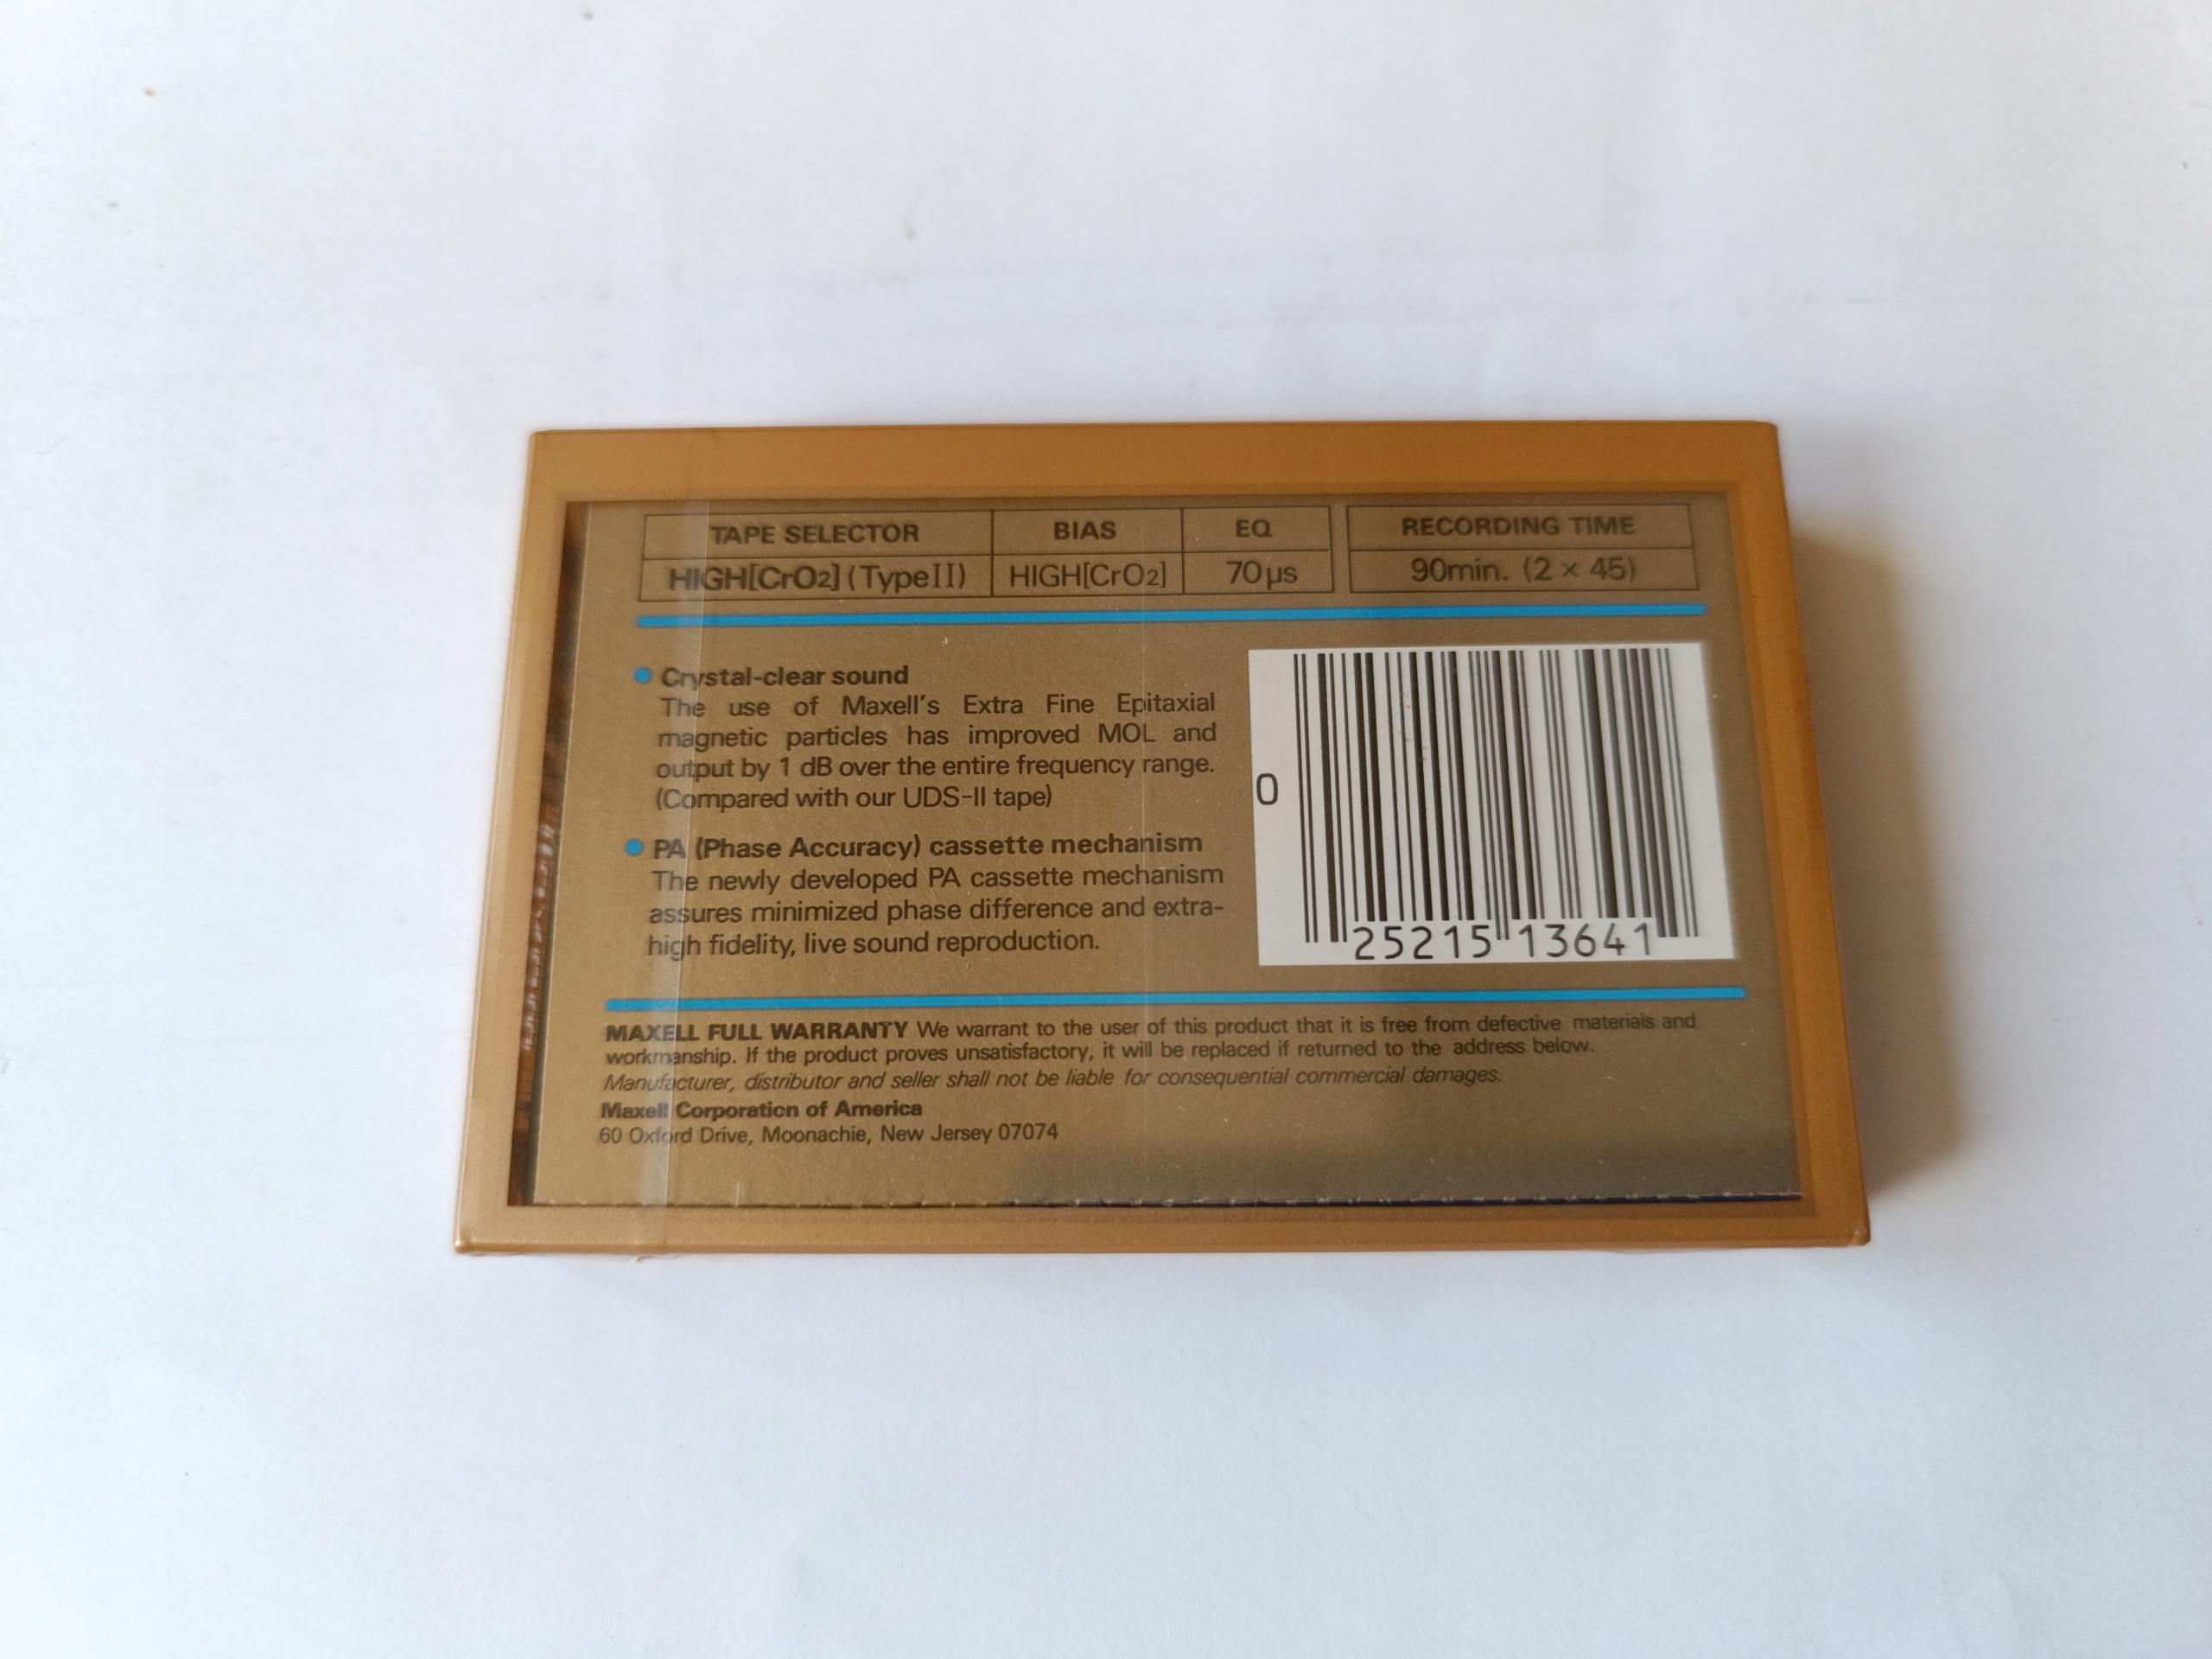 TAPE SELECTOR BIAS EQ RECORDING TIME
HIGH[CrO2] (TypeII) HIGH[CrO2] 70µs 90min. (2 × 45)
● Crystal-clear sound
The use of Maxell's Extra Fine Epitaxial
magnetic particles has improved MOL and
output by 1 dB over the entire frequency range.
(Compared with our UDS-II tape)
● PA (Phase Accuracy) cassette mechanism
The newly developed PA cassette mechanism
assures minimized phase difference and extra-
high fidelity, live sound reproduction.
0 25215 13641
MAXELL FULL WARRANTY We warrant to the user of this product that it is free from defective materials and
workmanship. If the product proves unsatisfactory, it will be replaced if returned to the address below.
Manufacturer, distributor and seller shall not be liable for consequential commercial damages.
Maxell Corporation of America
60 Oxford Drive, Moonachie, New Jersey 07074